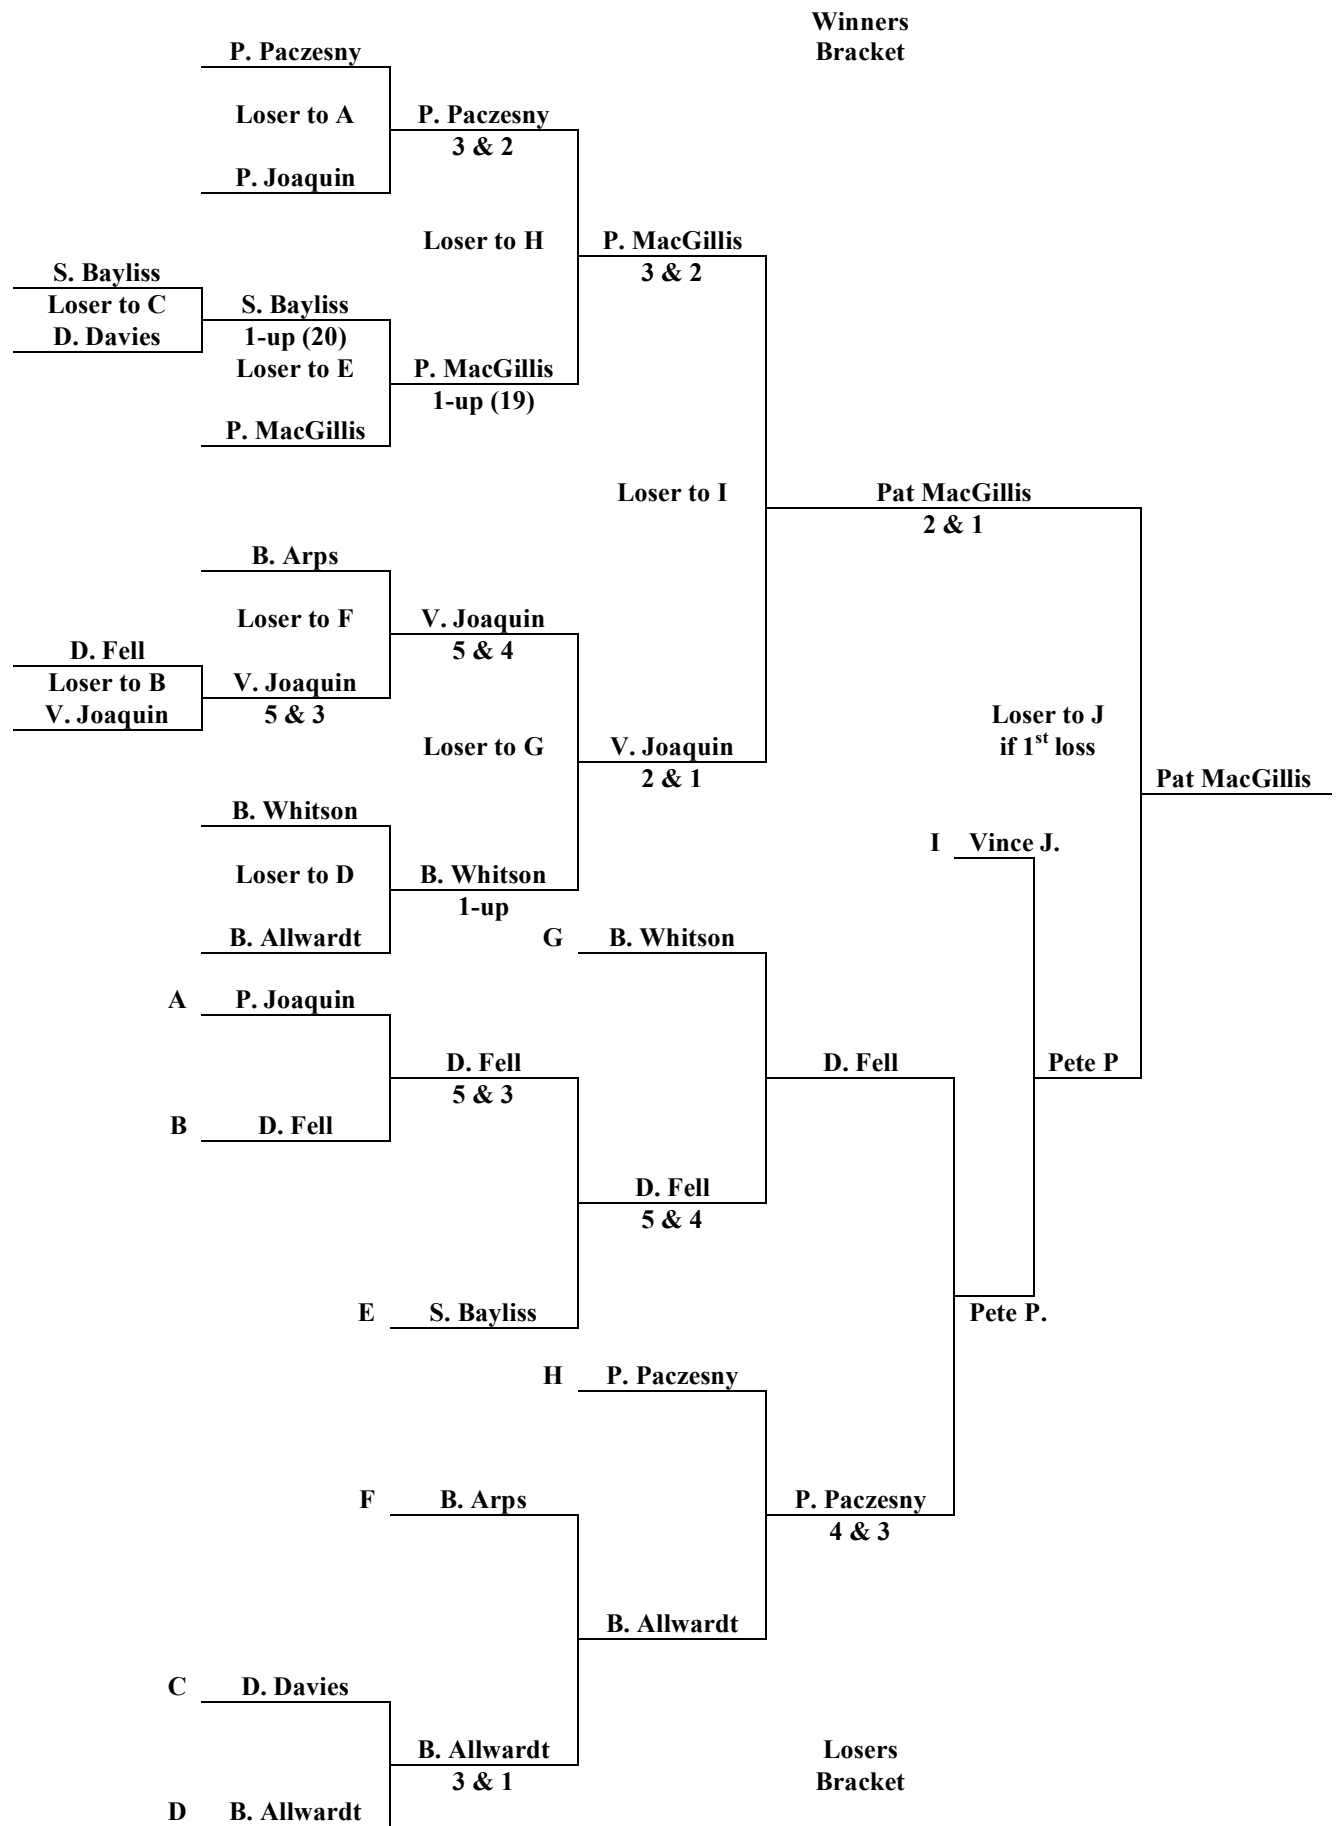 Winners
Bracket
P. Paczesny
Loser to A
P. Paczesny
3 & 2
P. Joaquin
Loser to H
P. MacGillis
3 & 2
S. Bayliss
Loser to C
S. Bayliss
D. Davies
1-up (20)
Loser to E
P. MacGillis
1-up (19)
P. MacGillis
Loser to I
Pat MacGillis
2 & 1
B. Arps
Loser to F
V. Joaquin
5 & 4
D. Fell
Loser to B
V. Joaquin
V. Joaquin
5 & 3
Loser to J
if 1st loss
Loser to G
V. Joaquin
2 & 1
Pat MacGillis
B. Whitson
I Vince J.
Loser to D
B. Whitson
1-up
B. Allwardt
G B. Whitson
A P. Joaquin
D. Fell
5 & 3
D. Fell
Pete P
B D. Fell
D. Fell
5 & 4
E S. Bayliss
Pete P.
H P. Paczesny
F B. Arps
P. Paczesny
4 & 3
B. Allwardt
C D. Davies
B. Allwardt
3 & 1
Losers
Bracket
D B. Allwardt